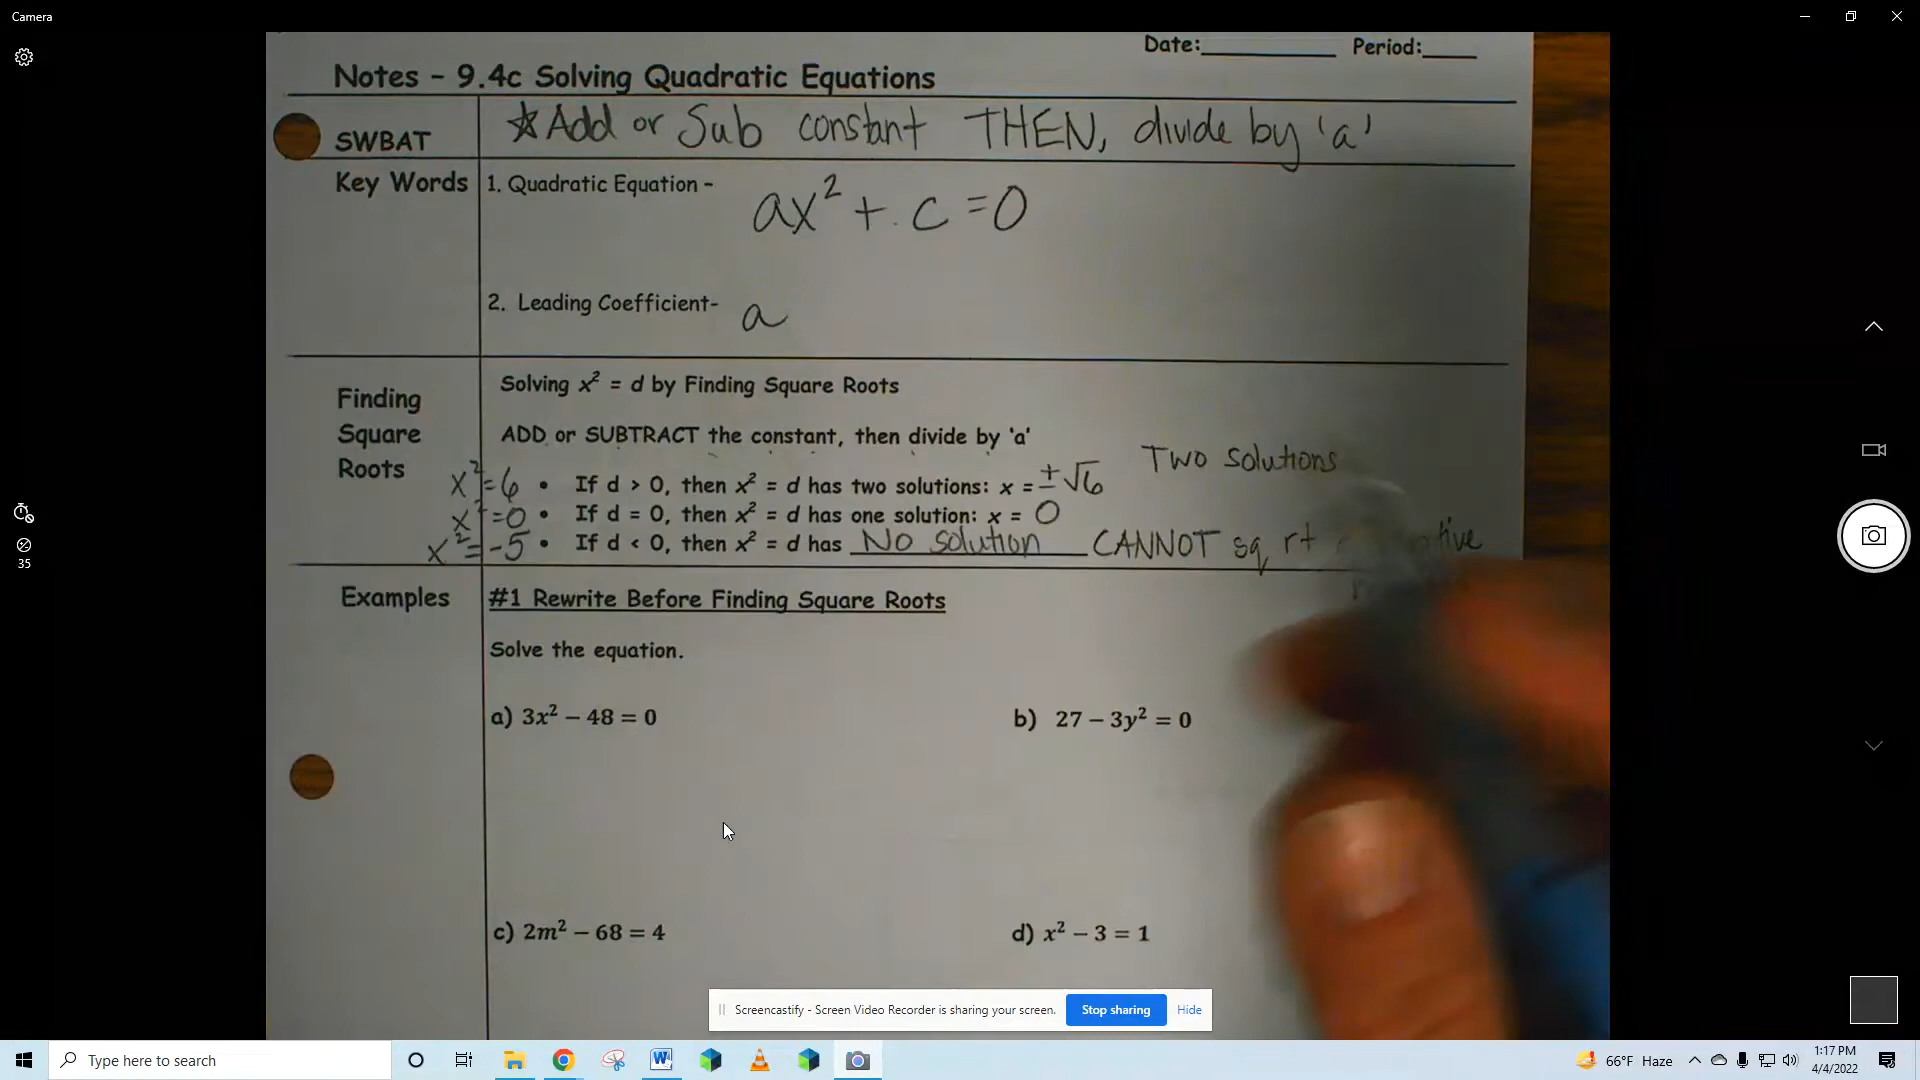 Camera
Date:__________ Period:____
Notes - 9.4c Solving Quadratic Equations
SWBAT
☆Add or Sub constant THEN, divide by 'a'
Key Words
1. Quadratic Equation - ax² + c = 0
2. Leading Coefficient- a
Finding
Square
Roots
Solving x² = d by Finding Square Roots
ADD or SUBTRACT the constant, then divide by 'a'
Two solutions
x² = 6 • If d > 0, then x² = d has two solutions: x = ±√6
x² = 0 • If d = 0, then x² = d has one solution: x = 0
x² = -5 • If d < 0, then x² = d has No solution CANNOT sq rt
Examples
#1 Rewrite Before Finding Square Roots
Solve the equation.
a) 3x² − 48 = 0
b) 27 − 3y² = 0
c) 2m² − 68 = 4
d) x² − 3 = 1
35
Screencastify - Screen Video Recorder is sharing your screen. Stop sharing Hide
Type here to search
66°F Haze
1:17 PM
4/4/2022